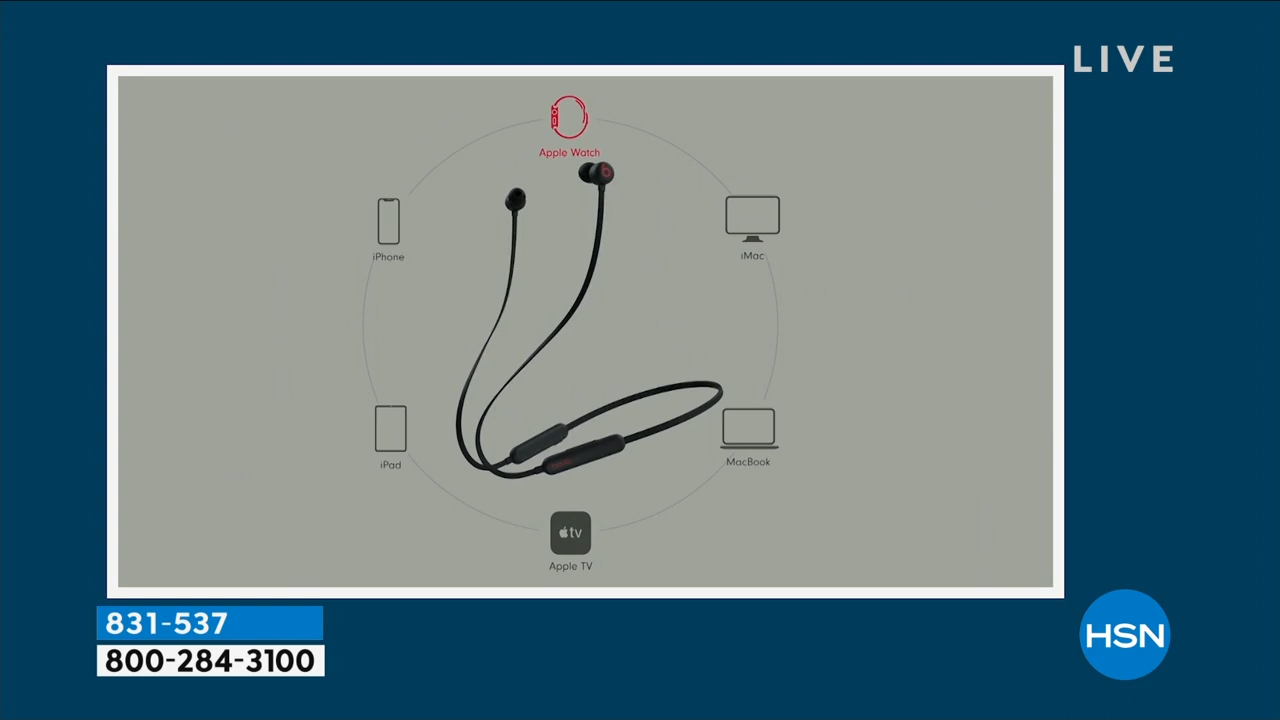 LIVE
Apple Watch
iPhone
iMac
iPad
MacBook
tv
Apple TV
831-537
800-284-3100
HSN